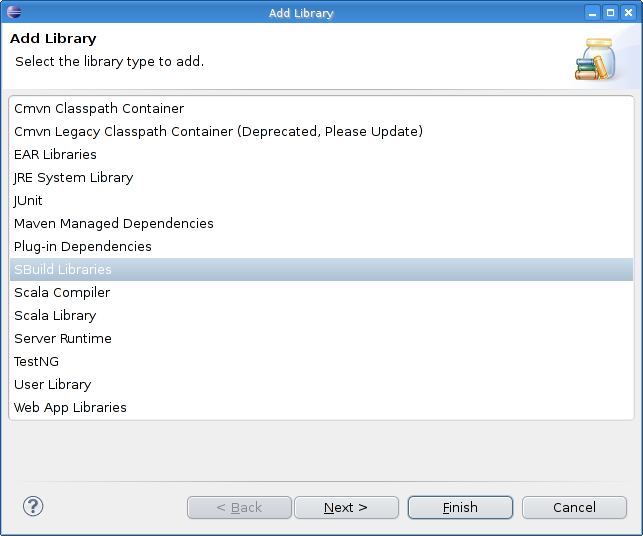 Add Library
Add Library
Select the library type to add.
Cmvn Classpath Container
Cmvn Legacy Classpath Container (Deprecated, Please Update)
EAR Libraries
JRE System Library
JUnit
Maven Managed Dependencies
Plug-in Dependencies
SBuild Libraries
Scala Compiler
Scala Library
Server Runtime
TestNG
User Library
Web App Libraries
? < Back Next > Finish Cancel